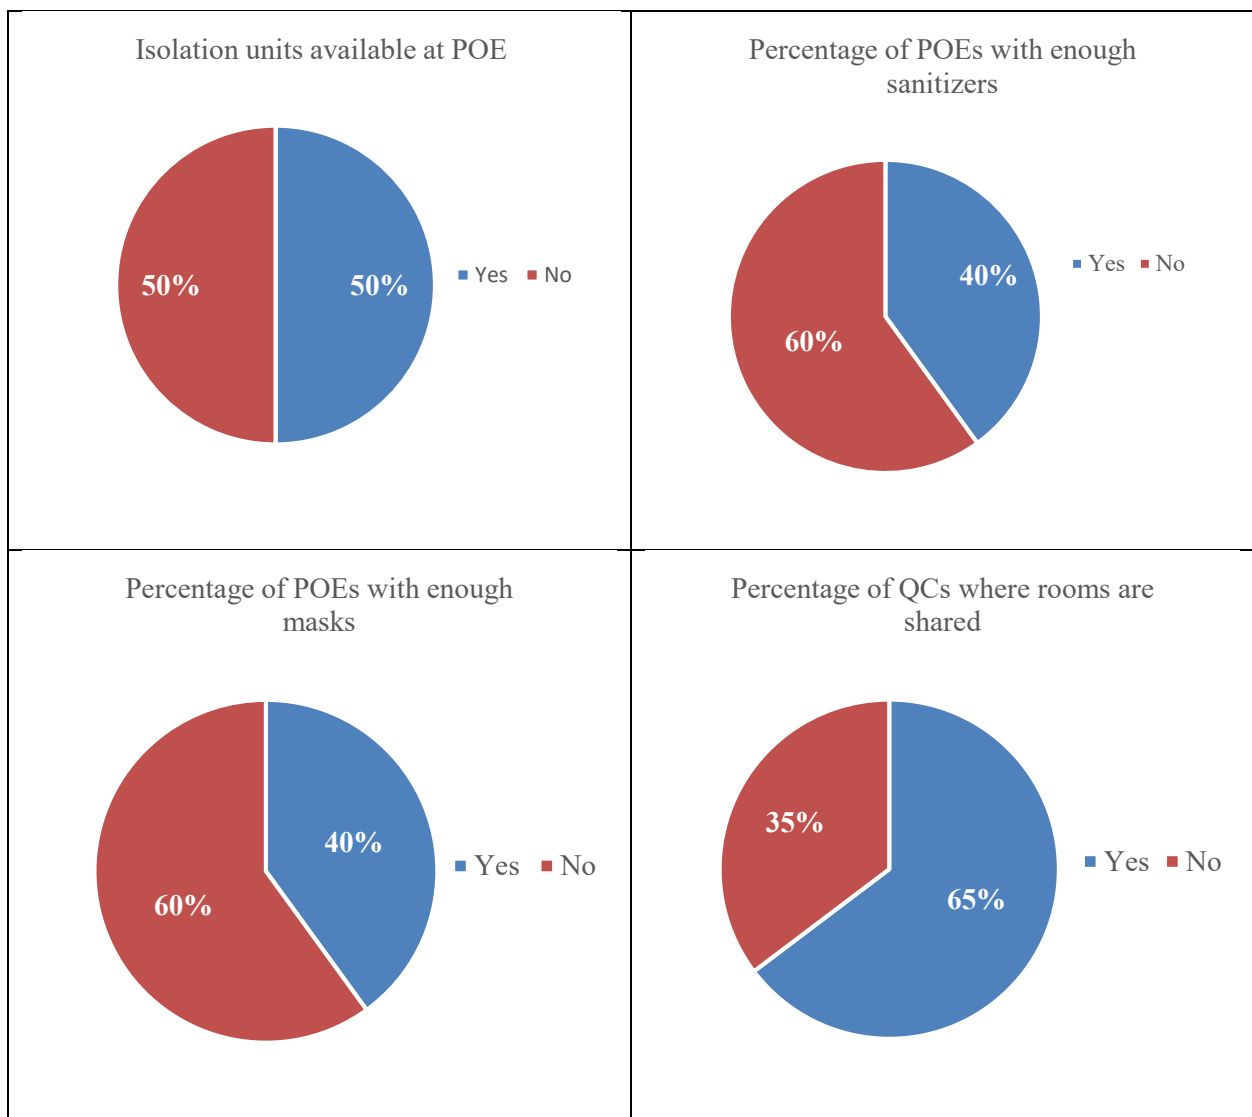 Isolation units available at POE
50%
50%
Yes No
Percentage of POEs with enough
sanitizers
40%
60%
Yes No
Percentage of POEs with enough
masks
40%
60%
Yes No
Percentage of QCs where rooms are
shared
35%
65%
Yes No